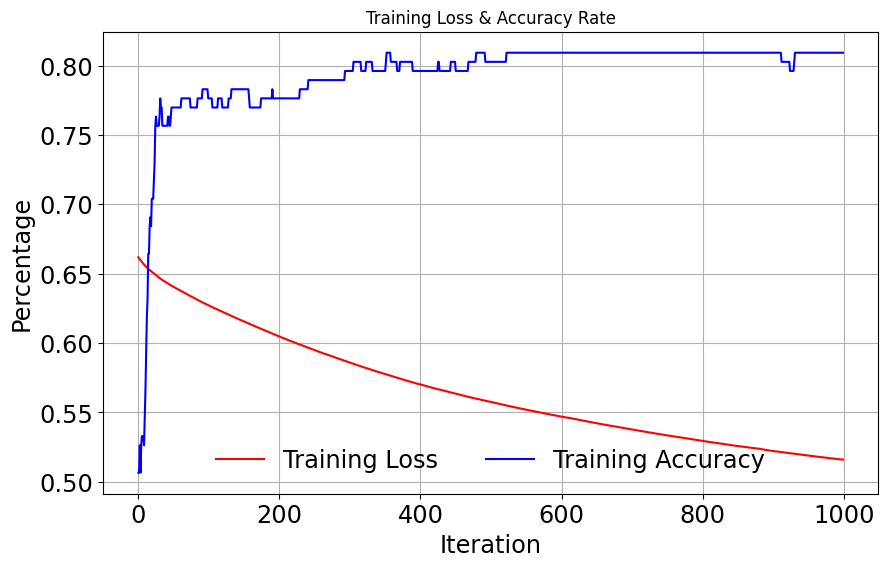 Training Loss & Accuracy Rate
0.80
0.75
0.70
0.65
0.60
0.55
0.50
Percentage
Training Loss
Training Accuracy
0 200 400 600 800 1000
Iteration